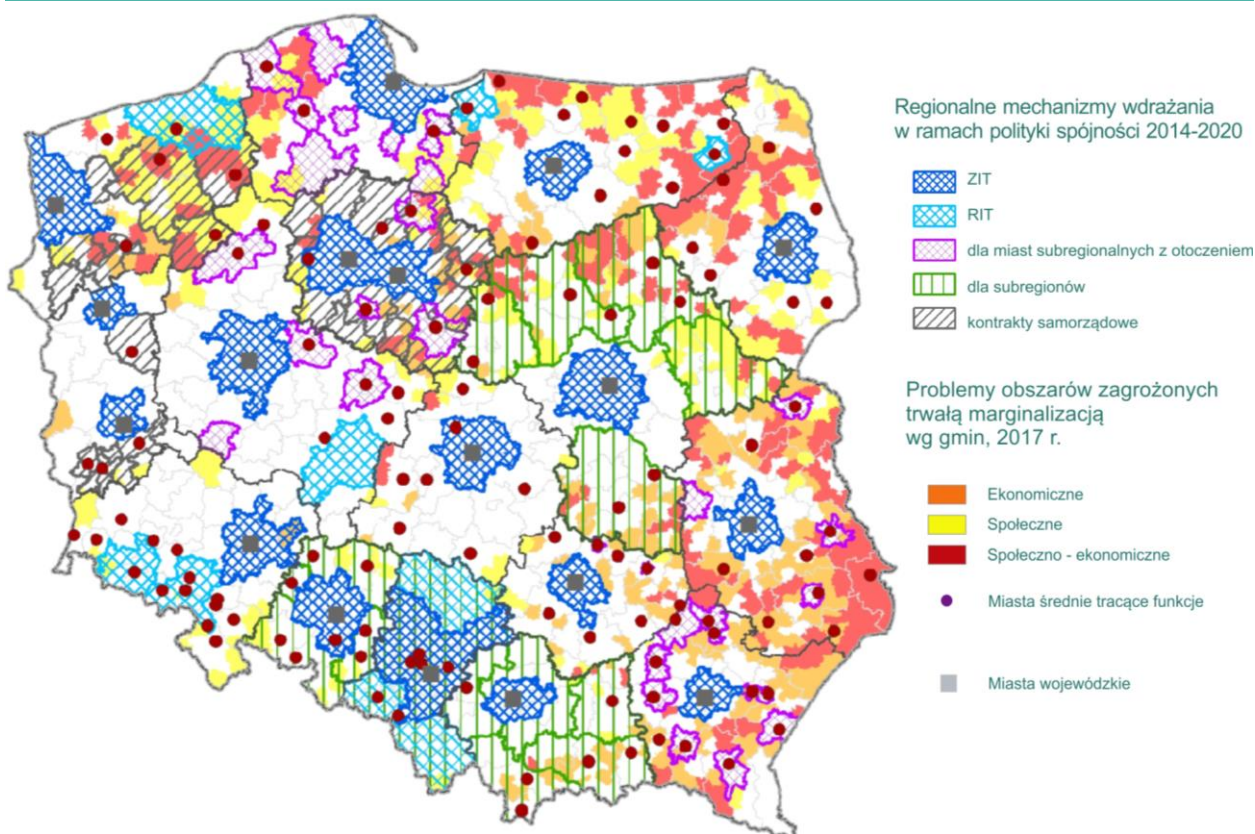 Regionalne mechanizmy wdrażania
w ramach polityki spójności 2014-2020
ZIT
RIT
dla miast subregionalnych z otoczeniem
dla subregionów
kontrakty samorządowe
Problemy obszarów zagrożonych
trwałą marginalizacją
wg gmin, 2017 r.
Ekonomiczne
Społeczne
Społeczno - ekonomiczne
Miasta średnie tracące funkcje
Miasta wojewódzkie